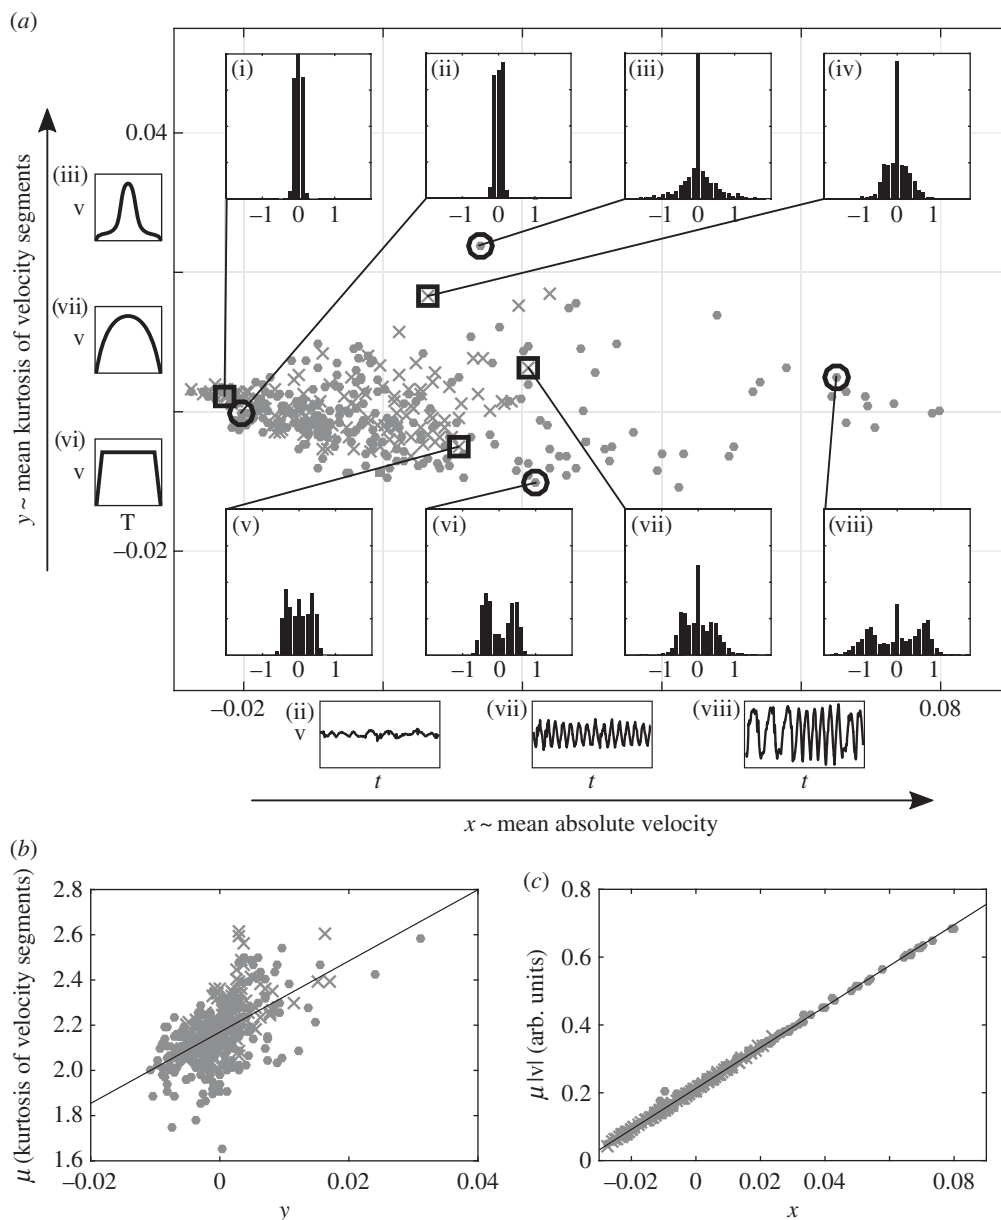 (a)
(i)
(ii)
(iii)
(iv)
0.04
−1 0 1
−1 0 1
−1 0 1
−1 0 1
y ~ mean kurtosis of velocity segments
(iii)
v
(vii)
v
(vi)
v
T
−0.02
(v)
(vi)
(vii)
(viii)
−1 0 1
−1 0 1
−1 0 1
−1 0 1
−0.02
0.08
(ii)
v
(vii)
(viii)
t
t
t
x ~ mean absolute velocity
(b)
μ (kurtosis of velocity segments)
2.8
2.6
2.4
2.2
2.0
1.8
1.6
−0.02 0 0.02 0.04
y
(c)
μ |v| (arb. units)
0.8
0.6
0.4
0.2
0
−0.02 0 0.02 0.04 0.04 0.08
x